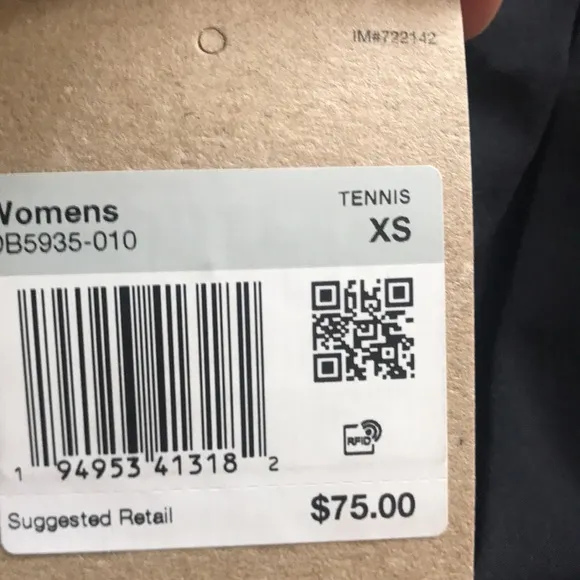 IM#722142
TENNIS
Womens
XS
DB5935-010
RFID
1 94953 41318 2
Suggested Retail
$75.00